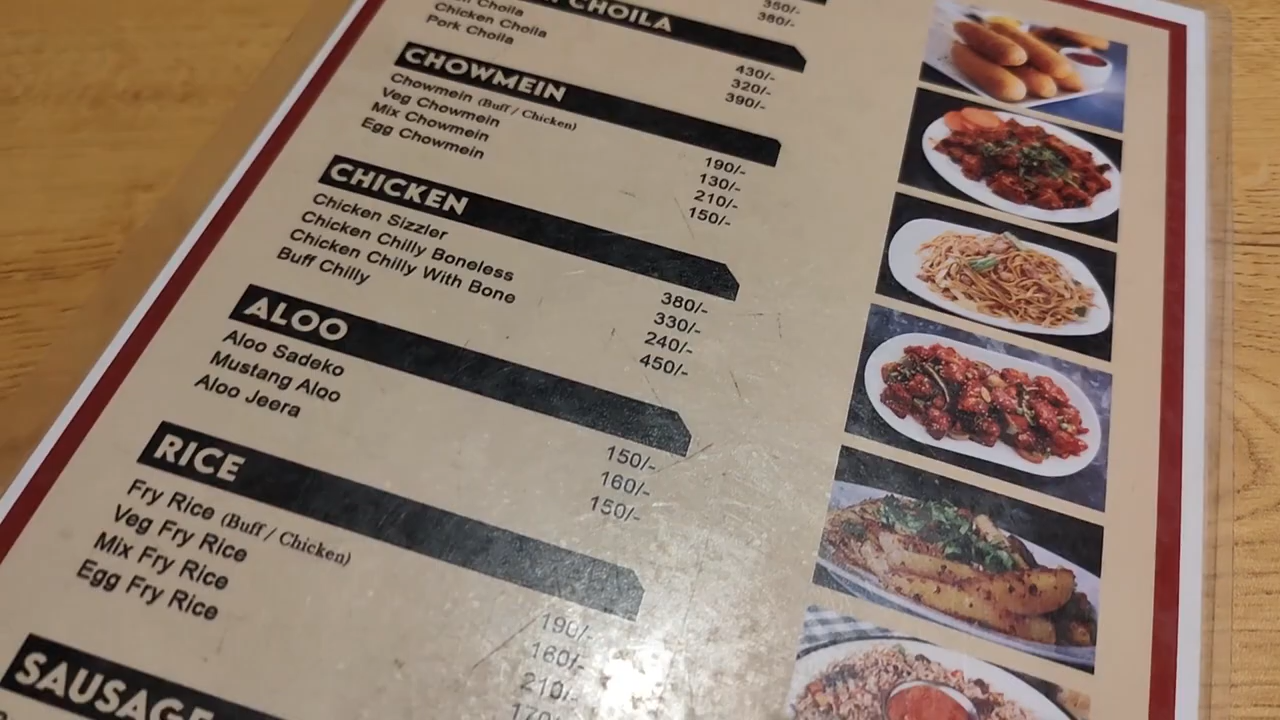 350/-
380/-
CHOILA
Choila 430/-
Chicken Choila 320/-
Pork Choila 390/-
CHOWMEIN
Chowmein (Buff / Chicken) 190/-
Veg Chowmein 130/-
Mix Chowmein 210/-
Egg Chowmein 150/-
CHICKEN
Chicken Sizzler 380/-
Chicken Chilly Boneless 330/-
Chicken Chilly With Bone 240/-
Buff Chilly 450/-
ALOO
Aloo Sadeko 150/-
Mustang Aloo 160/-
Aloo Jeera 150/-
RICE
Fry Rice (Buff / Chicken) 190/-
Veg Fry Rice 160/-
Mix Fry Rice 210/-
Egg Fry Rice 170/-
SAUSAGE